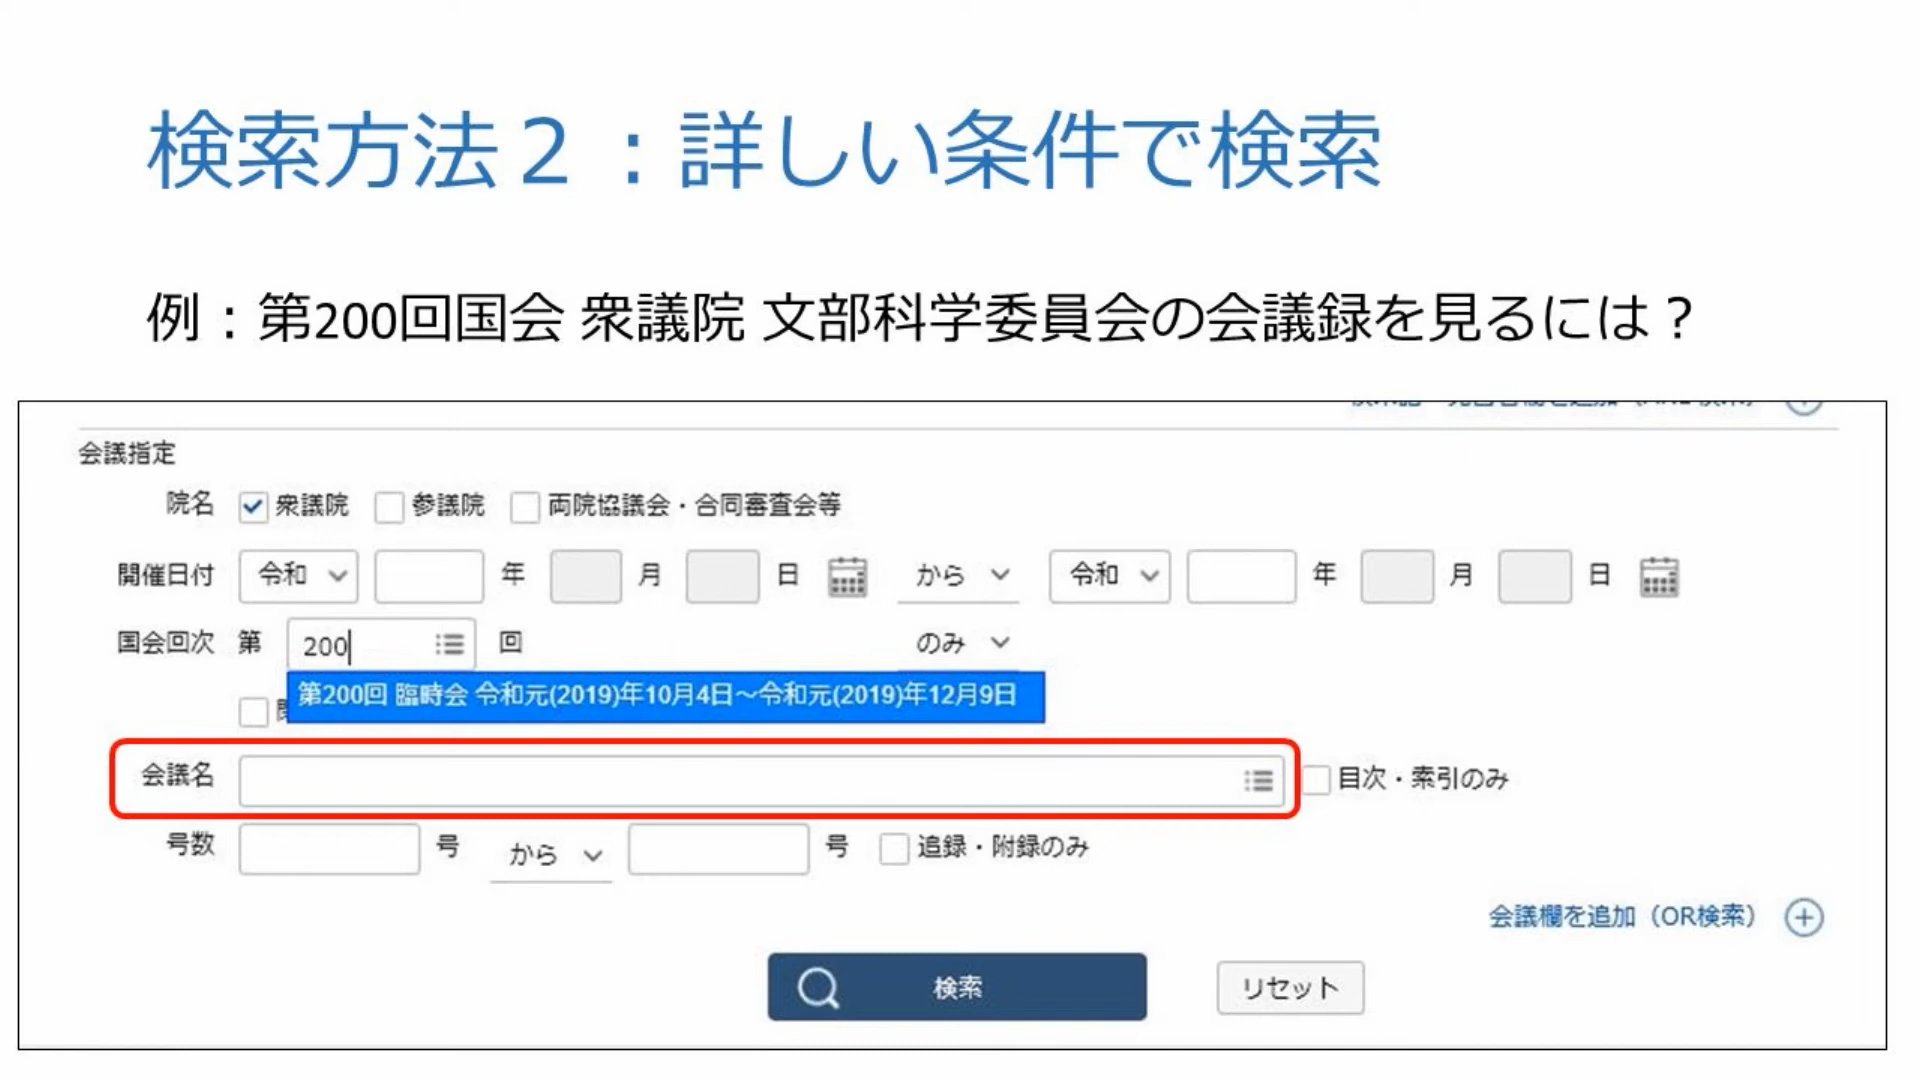 検索方法２：詳しい条件で検索
例：第200回国会 衆議院 文部科学委員会の会議録を見るには？
会議指定
院名 衆議院 参議院 両院協議会・合同審査会等
開催日付 令和 年 月 日 から 令和 年 月 日
国会回次 第 200 回 のみ
第200回 臨時会 令和元(2019)年10月4日～令和元(2019)年12月9日
会議名 目次・索引のみ
号数 号 から 号 追録・附録のみ
会議欄を追加（OR検索）
検索 リセット